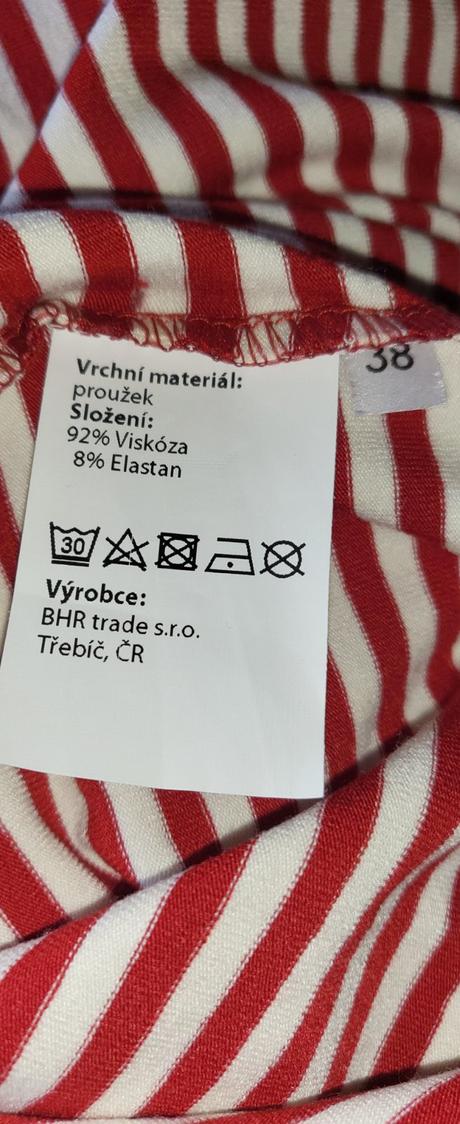 Vrchní materiál:
proužek
Složení:
92% Viskóza
8% Elastan
30
Výrobce:
BHR trade s.r.o.
Třebíč, ČR
38